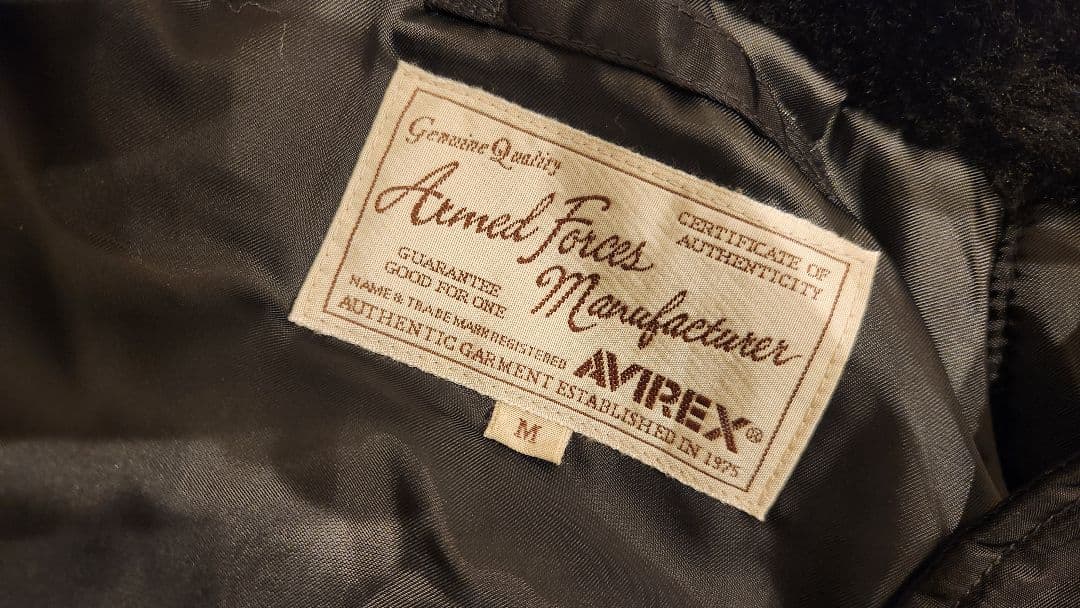 Genuine Quality
Armed Forces
CERTIFICATE OF
AUTHENTICITY
GUARANTEE
GOOD FOR ONE
Manufacturer
NAME & TRADE MARK REGISTERED
AVIREX®
AUTHENTIC GARMENT ESTABLISHED IN 1975
M